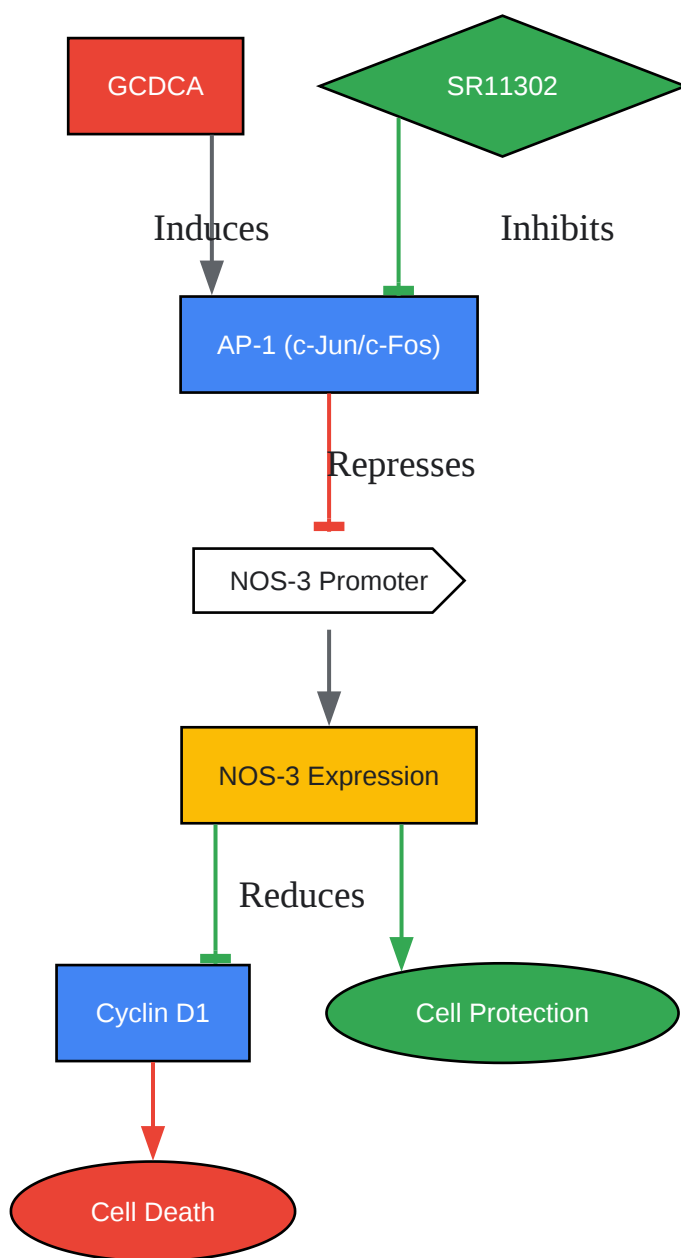 GCDCA
SR11302
Induces
Inhibits
AP-1 (c-Jun/c-Fos)
Represses
NOS-3 Promoter
NOS-3 Expression
Reduces
Cyclin D1
Cell Protection
Cell Death